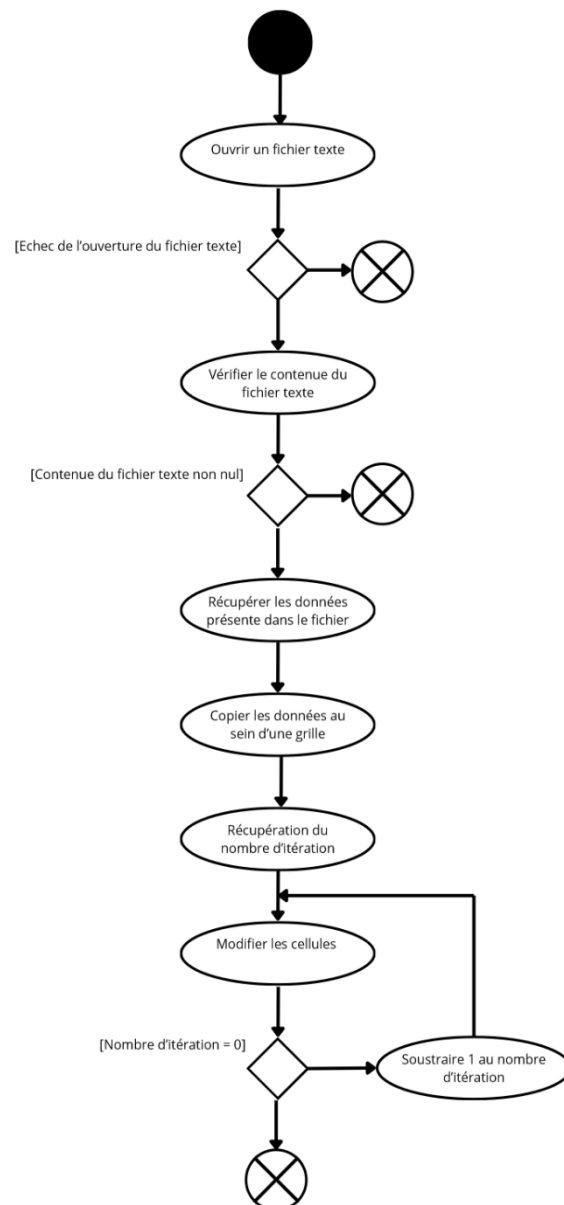 Ouvrir un fichier texte
[Echec de l'ouverture du fichier texte]
Vérifier le contenue du
fichier texte
[Contenue du fichier texte non nul]
Récupérer les données
présente dans le fichier
Copier les données au
sein d'une grille
Récupération du
nombre d'itération
Modifier les cellules
[Nombre d'itération = 0]
Soustraire 1 au nombre
d'itération